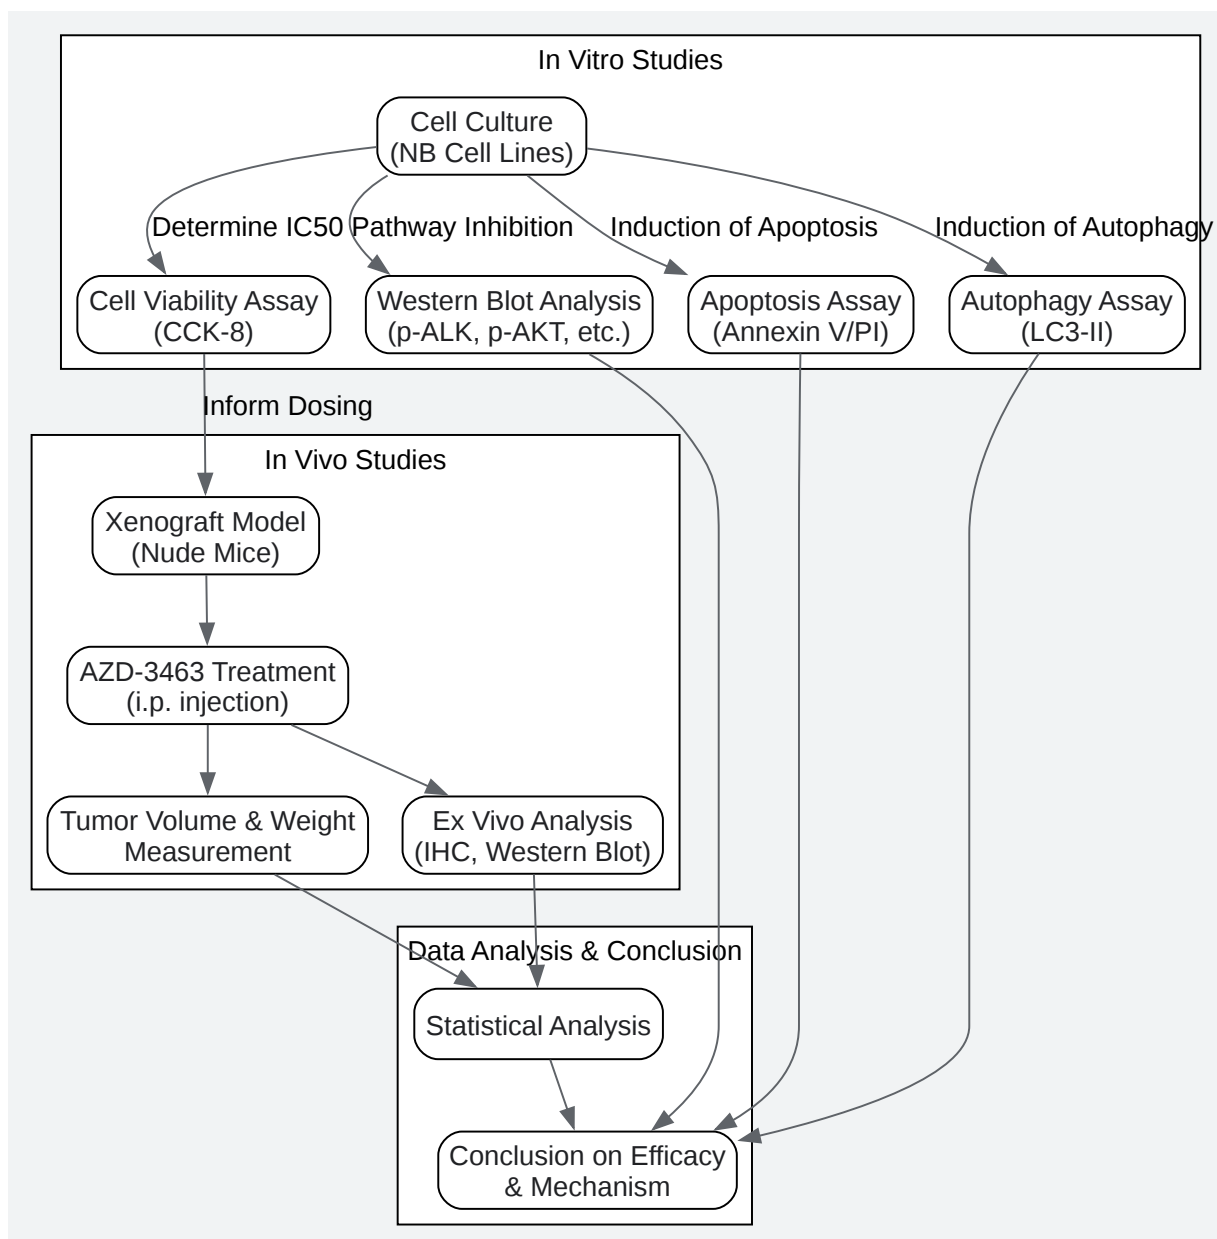 In Vitro Studies
Cell Culture
(NB Cell Lines)
Determine IC50
Pathway Inhibition
Induction of Apoptosis
Induction of Autophagy
Cell Viability Assay
(CCK-8)
Western Blot Analysis
(p-ALK, p-AKT, etc.)
Apoptosis Assay
(Annexin V/PI)
Autophagy Assay
(LC3-II)
Inform Dosing
In Vivo Studies
Xenograft Model
(Nude Mice)
AZD-3463 Treatment
(i.p. injection)
Tumor Volume & Weight
Measurement
Ex Vivo Analysis
(IHC, Western Blot)
Data Analysis & Conclusion
Statistical Analysis
Conclusion on Efficacy
& Mechanism